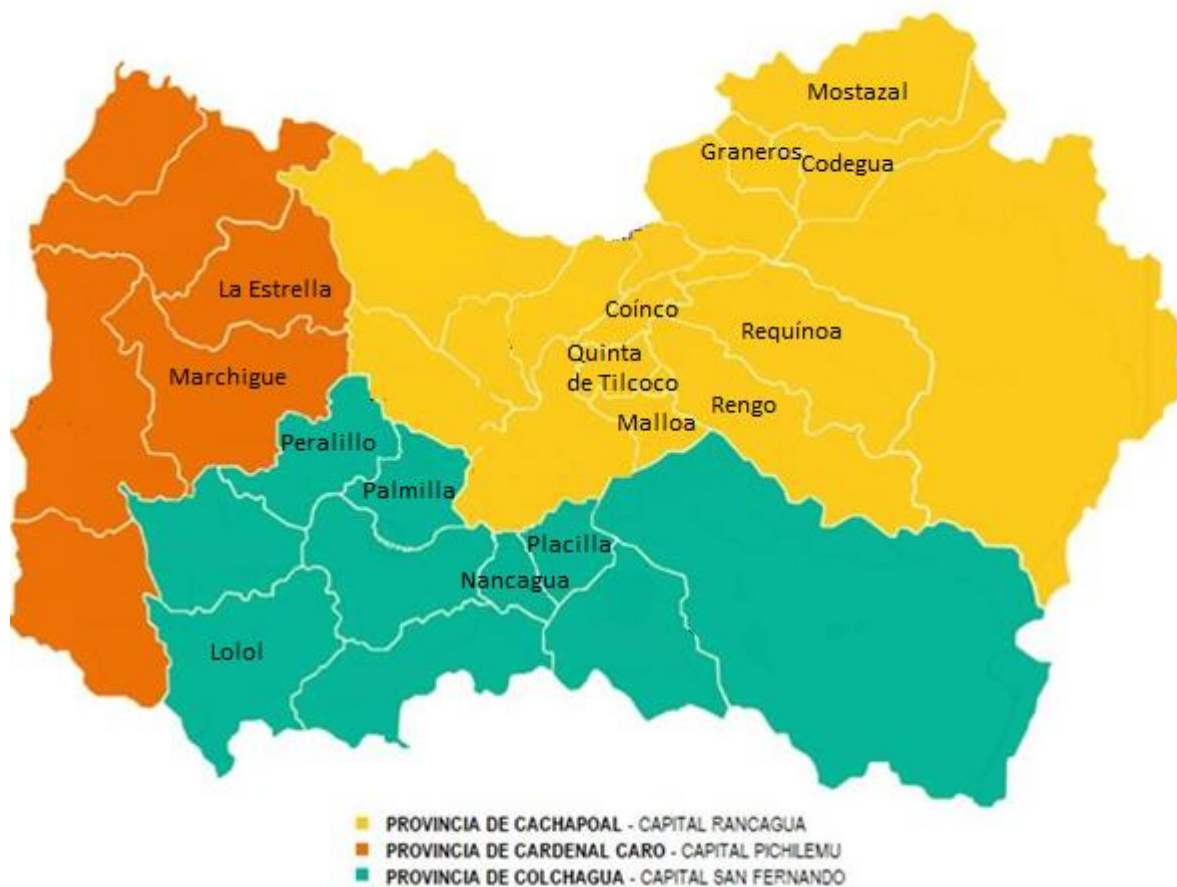 Mostazal
Graneros
Codegua
La Estrella
Coínco
Requínoa
Quinta
de Tilcoco
Marchigue
Rengo
Malloa
Peralillo
Palmilla
Placilla
Nancagua
Lolol
PROVINCIA DE CACHAPOAL - CAPITAL RANCAGUA
PROVINCIA DE CARDENAL CARO - CAPITAL PICHILEMU
PROVINCIA DE COLCHAGUA - CAPITAL SAN FERNANDO